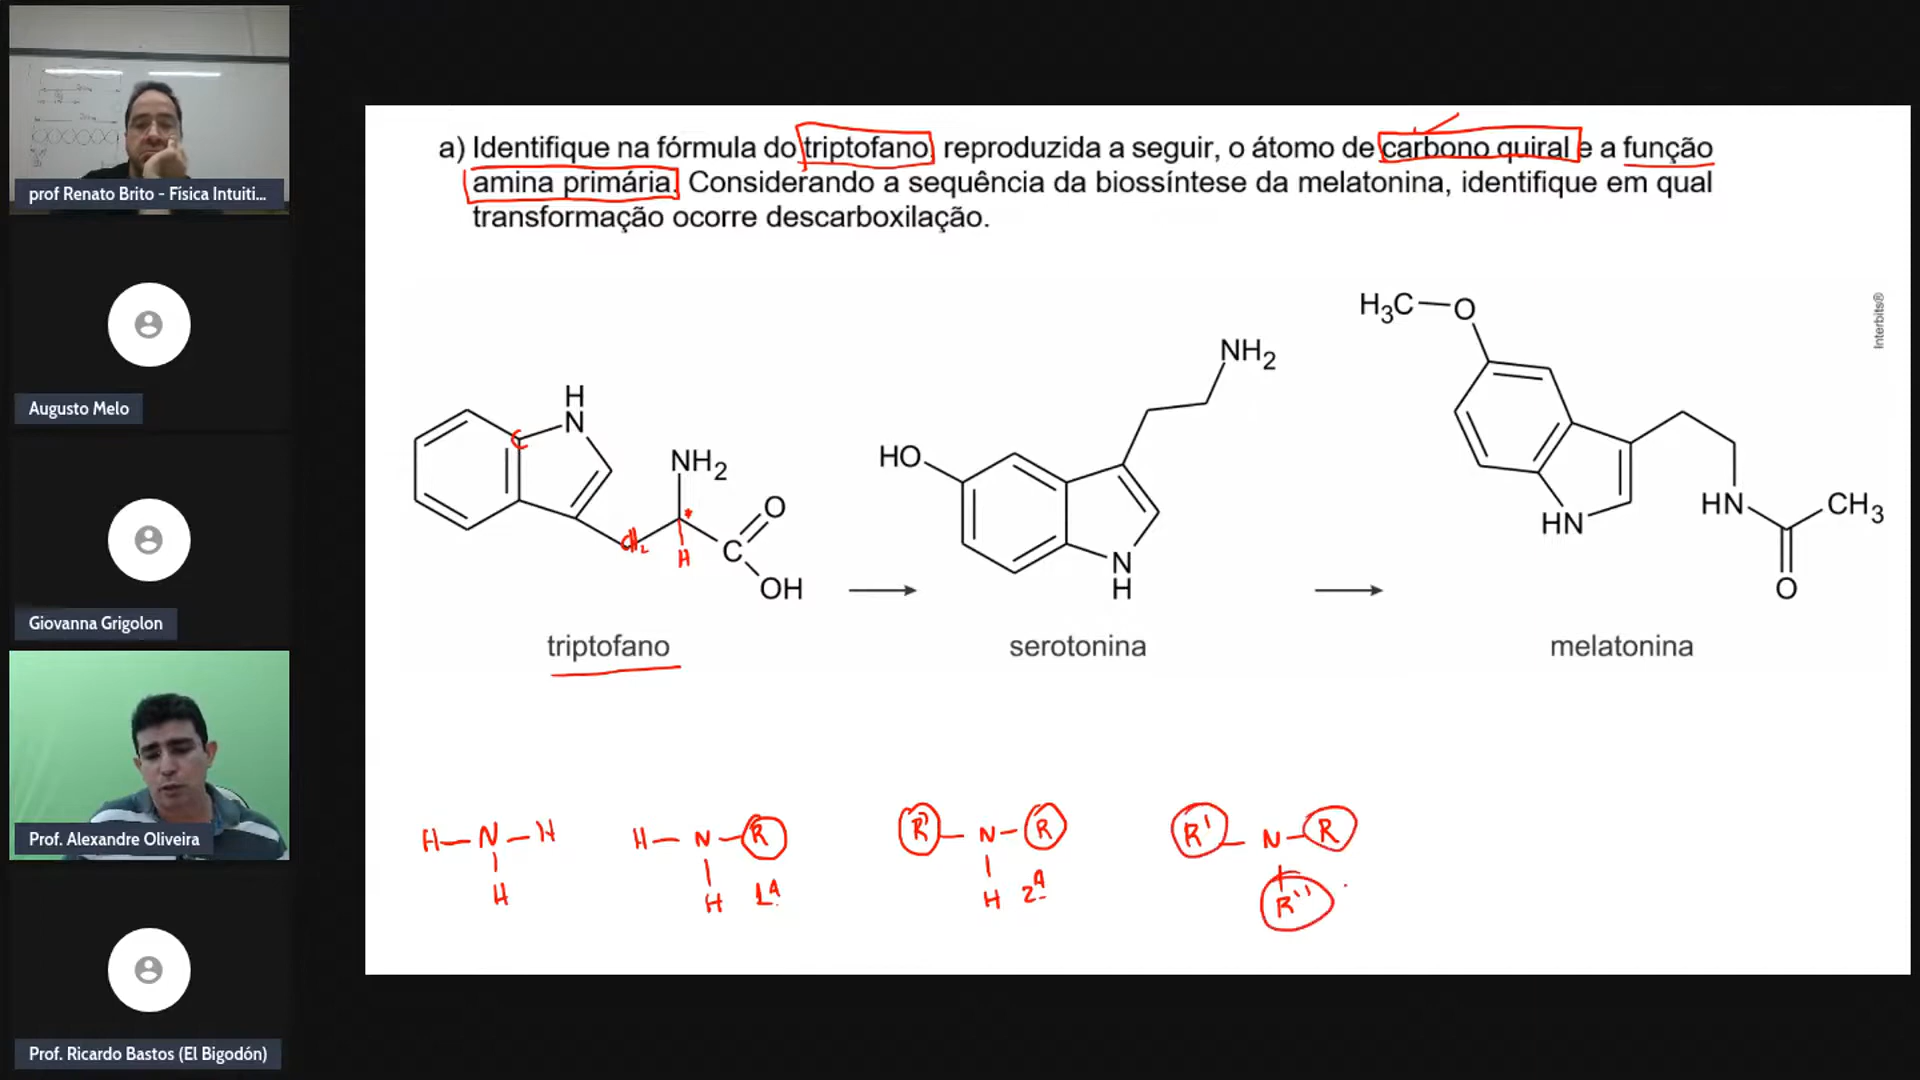 prof Renato Brito - Física Intuiti...
Augusto Melo
Giovanna Grigolon
Prof. Alexandre Oliveira
Prof. Ricardo Bastos (El Bigodón)
a) Identifique na fórmula do triptofano, reproduzida a seguir, o átomo de carbono quiral e a função
amina primária. Considerando a sequência da biossíntese da melatonina, identifique em qual
transformação ocorre descarboxilação.
H
N
NH2
O
C
OH
C
CH2
*
H
triptofano
HO
NH2
N
H
serotonina
H3C
O
HN
HN
CH3
O
melatonina
Interbits®
H — N — H
H
H — N — R
H 1ª
R' — N — R
H 2ª
R' — N — R
R''